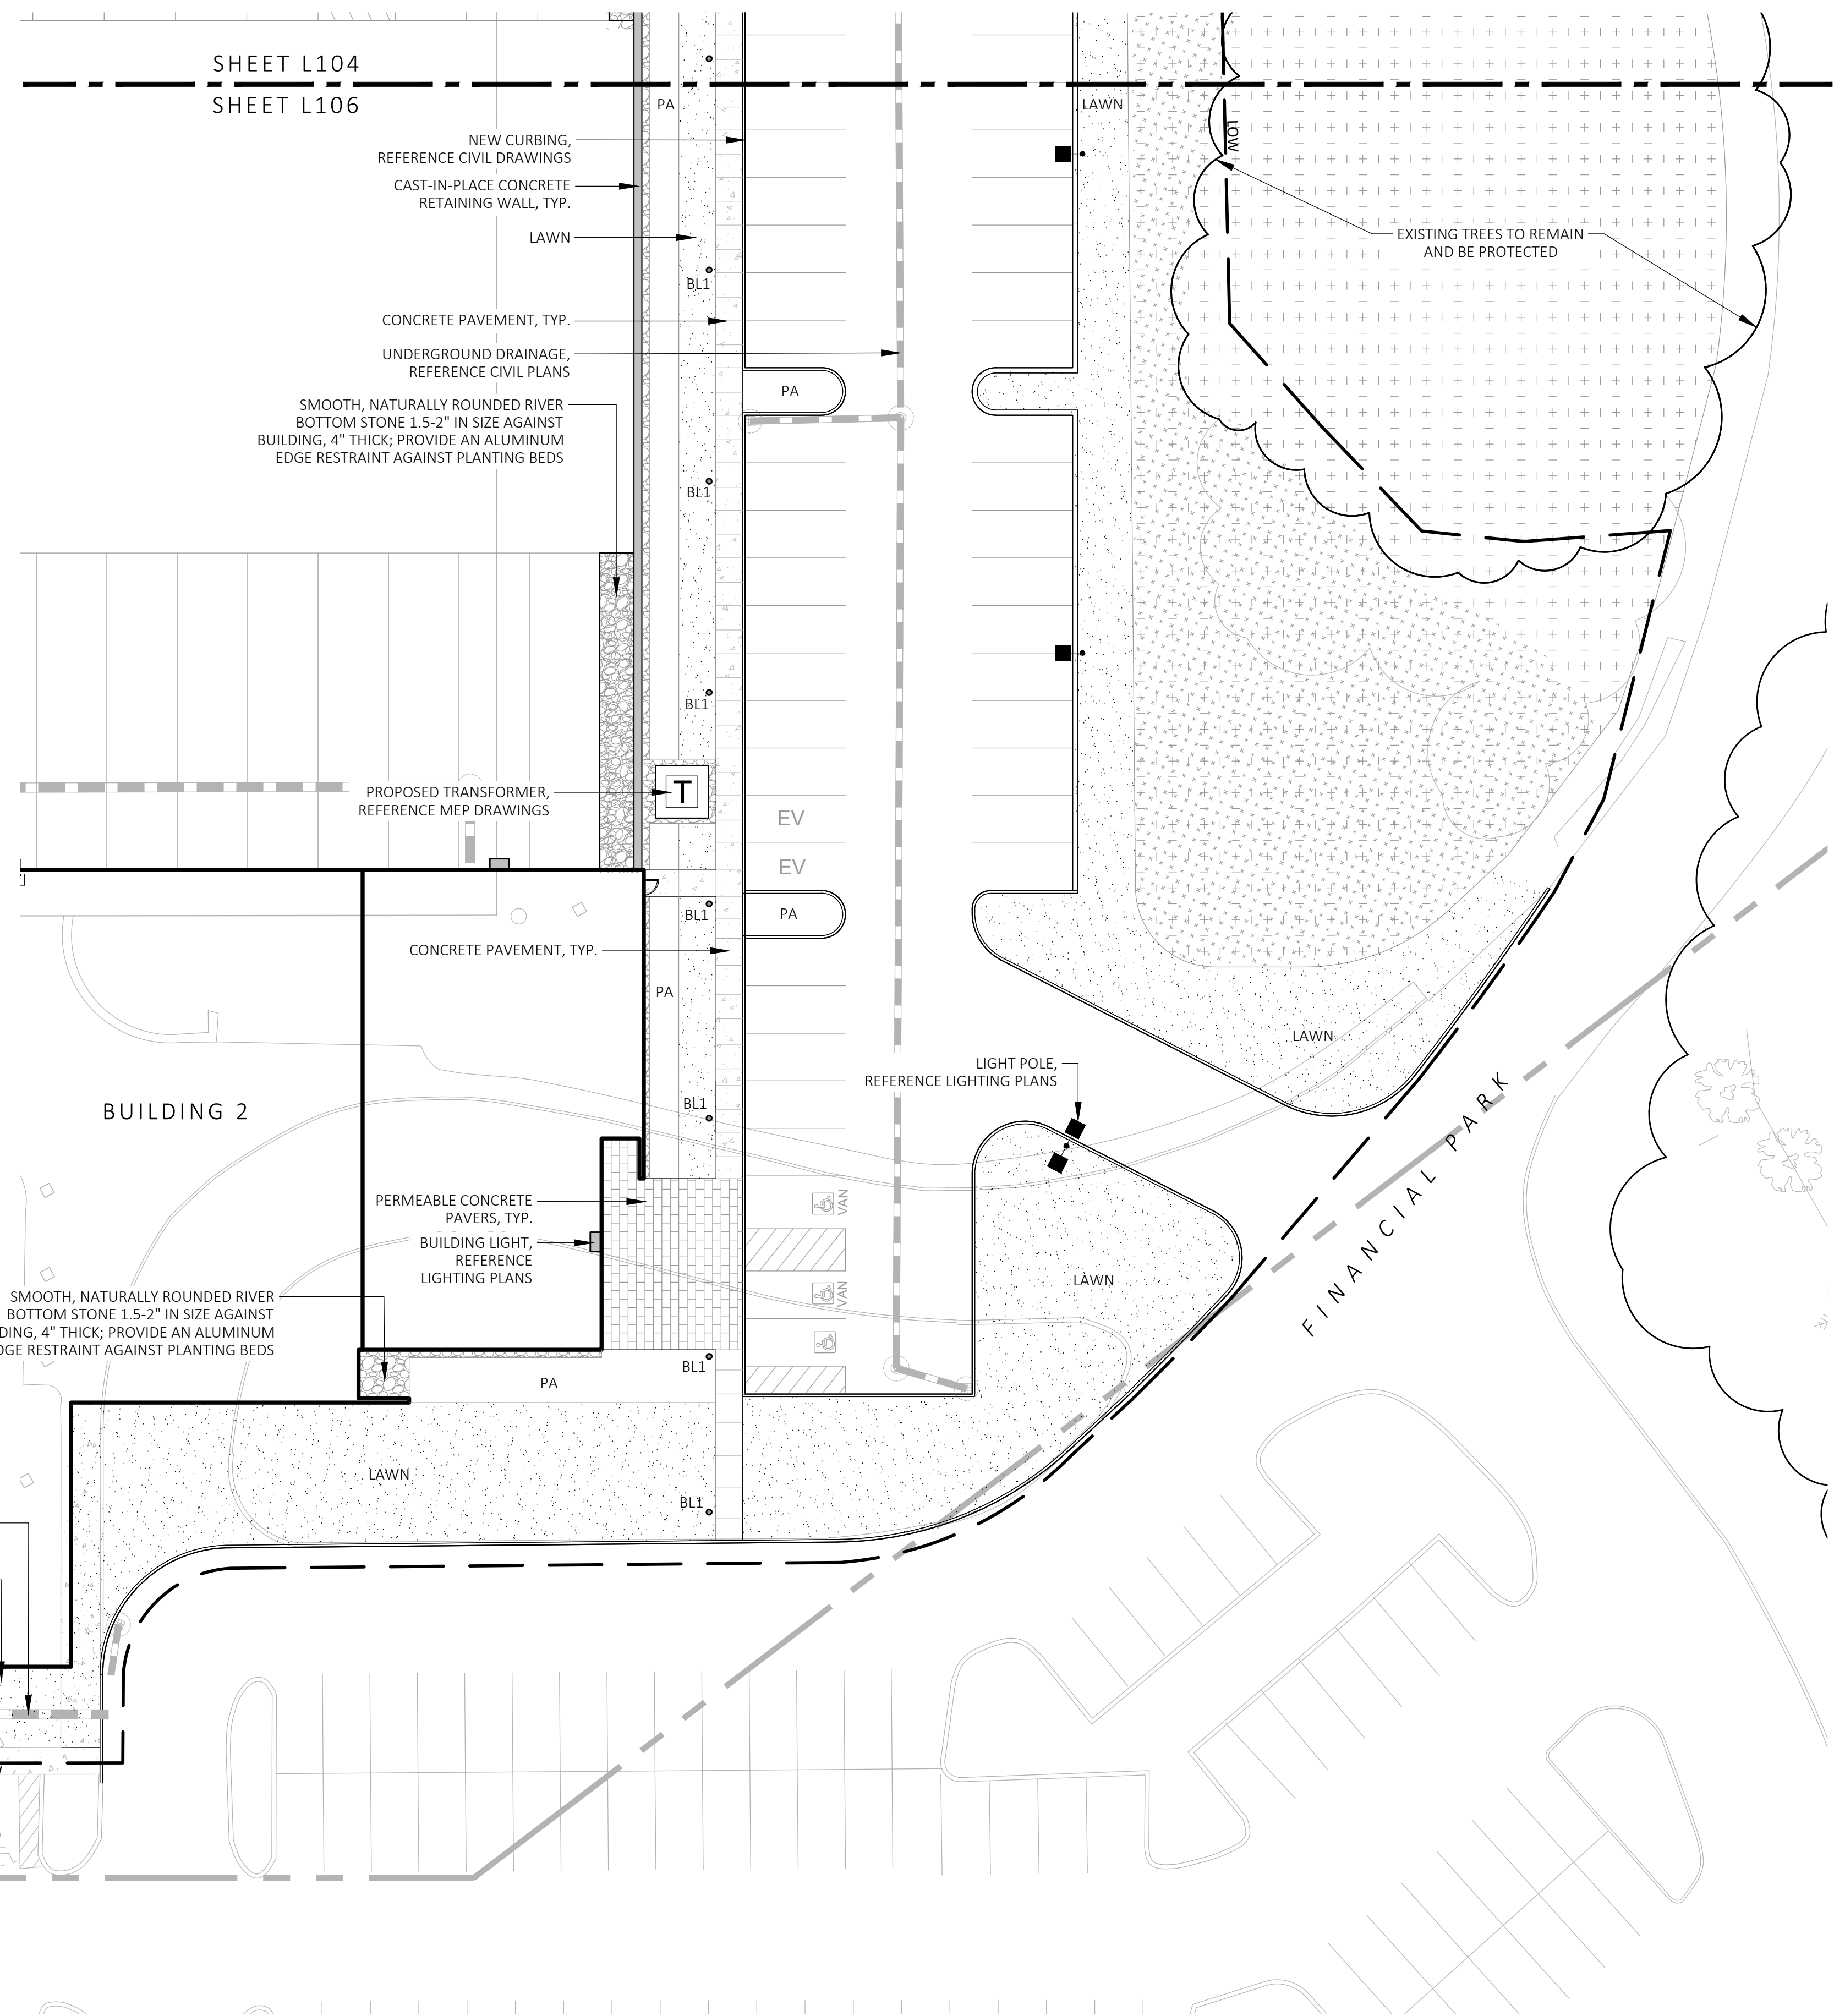 SHEET L104
SHEET L106
PA
LAWN
NEW CURBING,
REFERENCE CIVIL DRAWINGS
LOW
CAST-IN-PLACE CONCRETE
RETAINING WALL, TYP.
LAWN
EXISTING TREES TO REMAIN
AND BE PROTECTED
BL1
CONCRETE PAVEMENT, TYP.
UNDERGROUND DRAINAGE,
REFERENCE CIVIL PLANS
PA
SMOOTH, NATURALLY ROUNDED RIVER
BOTTOM STONE 1.5-2" IN SIZE AGAINST
BUILDING, 4" THICK; PROVIDE AN ALUMINUM
EDGE RESTRAINT AGAINST PLANTING BEDS
BL1
BL1
PROPOSED TRANSFORMER,
REFERENCE MEP DRAWINGS
T
EV
EV
BL1
PA
CONCRETE PAVEMENT, TYP.
PA
LAWN
LIGHT POLE,
REFERENCE LIGHTING PLANS
BUILDING 2
BL1
FINANCIAL PARK
PERMEABLE CONCRETE
PAVERS, TYP.
VAN
BUILDING LIGHT,
REFERENCE
LIGHTING PLANS
LAWN
VAN
SMOOTH, NATURALLY ROUNDED RIVER
BOTTOM STONE 1.5-2" IN SIZE AGAINST
DING, 4" THICK; PROVIDE AN ALUMINUM
DGE RESTRAINT AGAINST PLANTING BEDS
BL1
PA
LAWN
BL1